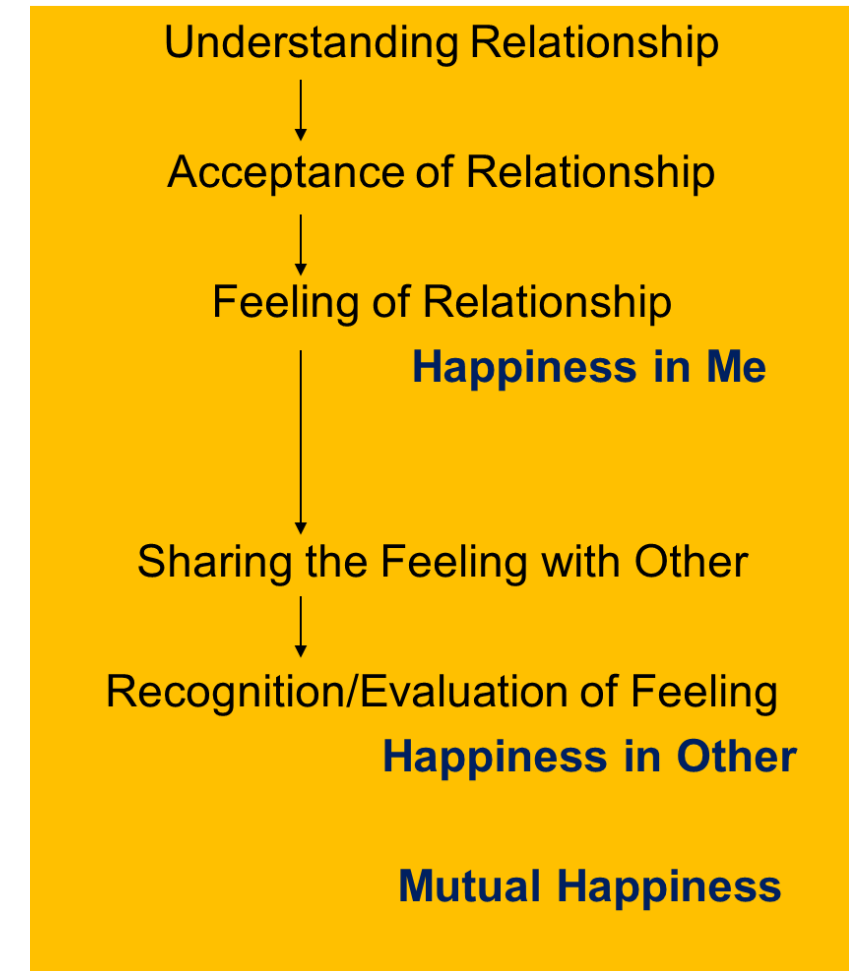 Understanding Relationship
Acceptance of Relationship
Feeling of Relationship
Happiness in Me
Sharing the Feeling with Other
Recognition/Evaluation of Feeling
Happiness in Other
Mutual Happiness